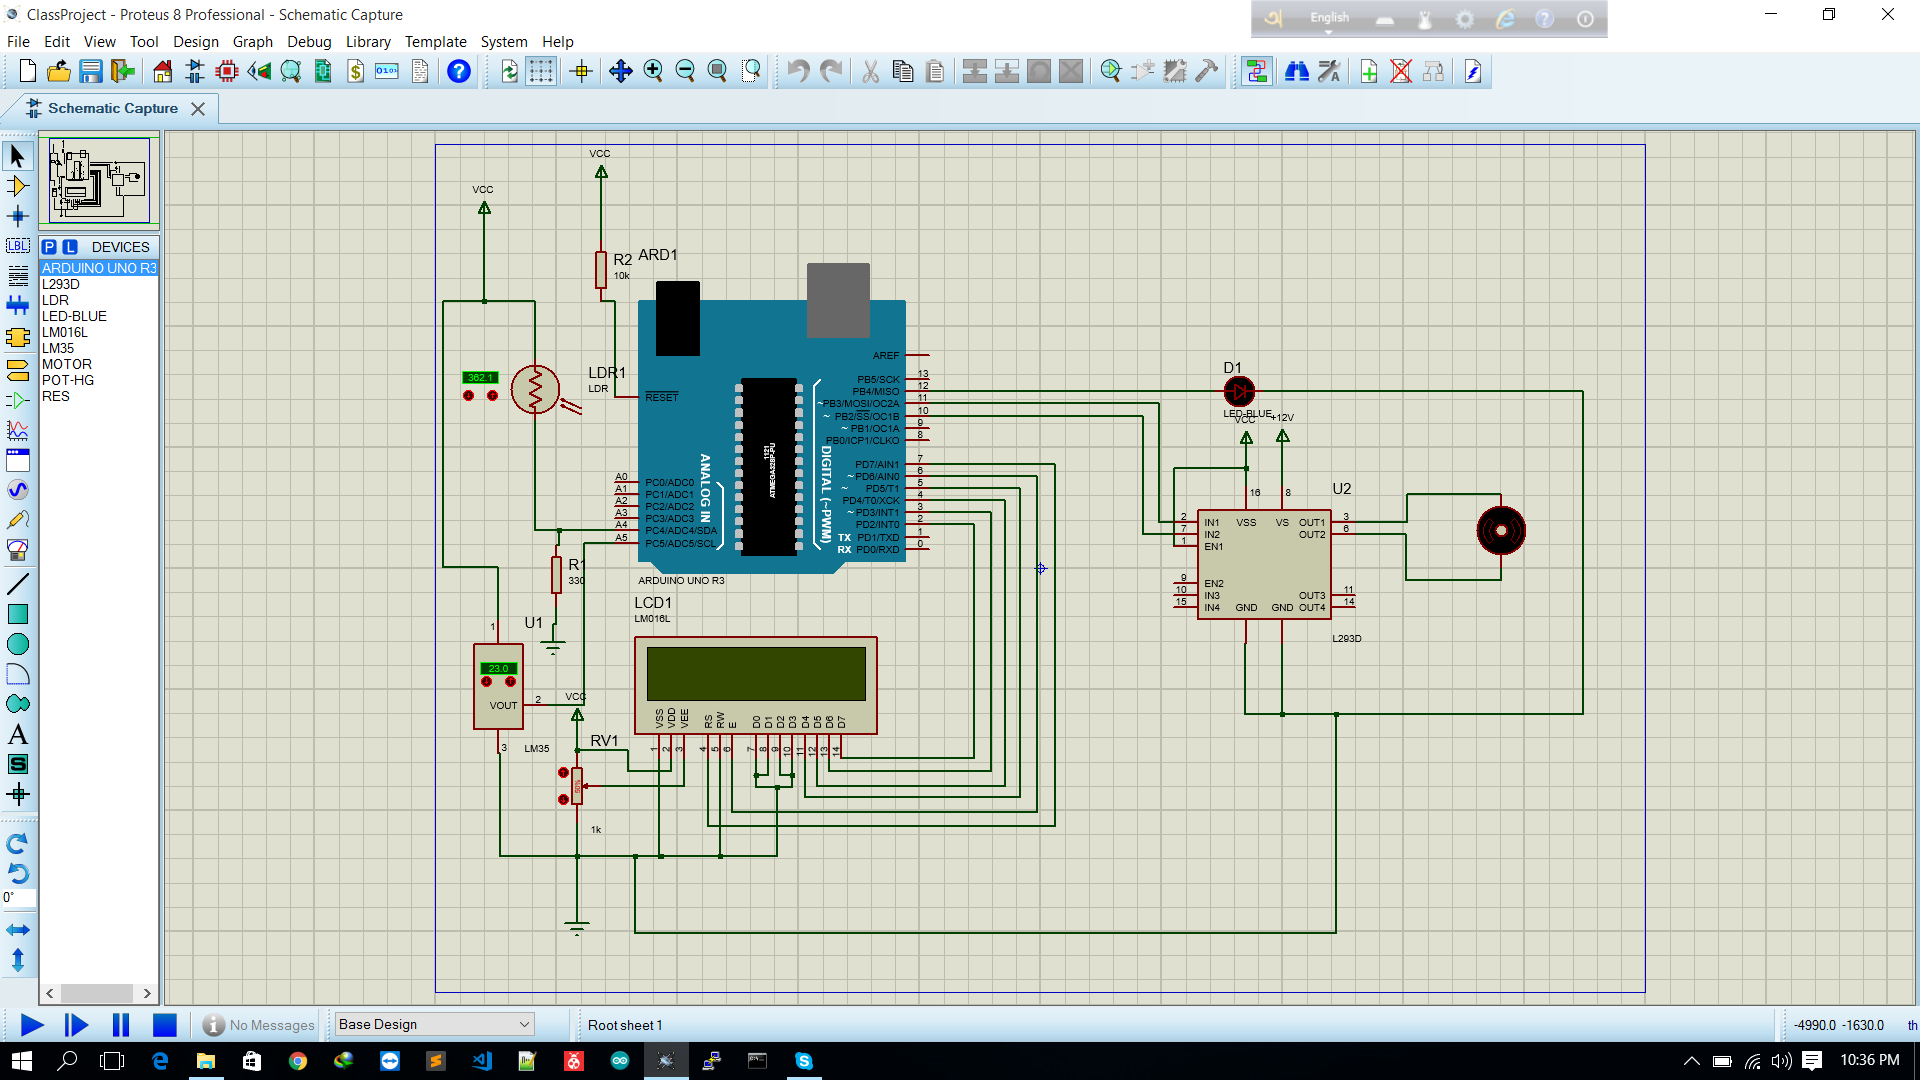 ClassProject - Proteus 8 Professional - Schematic Capture
English
File Edit View Tool Design Graph Debug Library Template System Help
Schematic Capture
P L DEVICES
ARDUINO UNO R3
L293D
LDR
LED-BLUE
LM016L
LM35
MOTOR
POT-HG
RES
VCC
VCC
R2
10k
ARD1
LDR1
LDR
362.1
RESET
AREF
PB5/SCK 13
PB4/MISO 12
~PB3/MOSI/OC2A 11
~ PB2/SS/OC1B 10
~ PB1/OC1A 9
PB0/ICP1/CLKO 8
PD7/AIN1 7
~PD6/AIN0 6
~ PD5/T1 5
PD4/T0/XCK 4
~PD3/INT1 3
PD2/INT0 2
TX PD1/TXD 1
RX PD0/RXD 0
ANALOG IN
DIGITAL (~PWM)
1121
ATMEGA328P-PU
A0 PC0/ADC0
A1 PC1/ADC1
A2 PC2/ADC2
A3 PC3/ADC3
A4 PC4/ADC4/SDA
A5 PC5/ADC5/SCL
ARDUINO UNO R3
R1
330
D1
LED-BLUE
VCC
+12V
16 8
U2
2 IN1 VSS VS OUT1 3
7 IN2 OUT2 6
1 EN1
9 EN2
10 IN3 OUT3 11
15 IN4 GND GND OUT4 14
L293D
LCD1
LM016L
VSS VDD VEE RS RW E D0 D1 D2 D3 D4 D5 D6 D7
1 2 3 4 5 6 7 8 9 10 11 12 13 14
U1
1
23.0
VOUT 2
3
LM35
VCC
RV1
1k
0°
No Messages
Base Design
Root sheet 1
-4990.0 -1630.0 th
10:36 PM